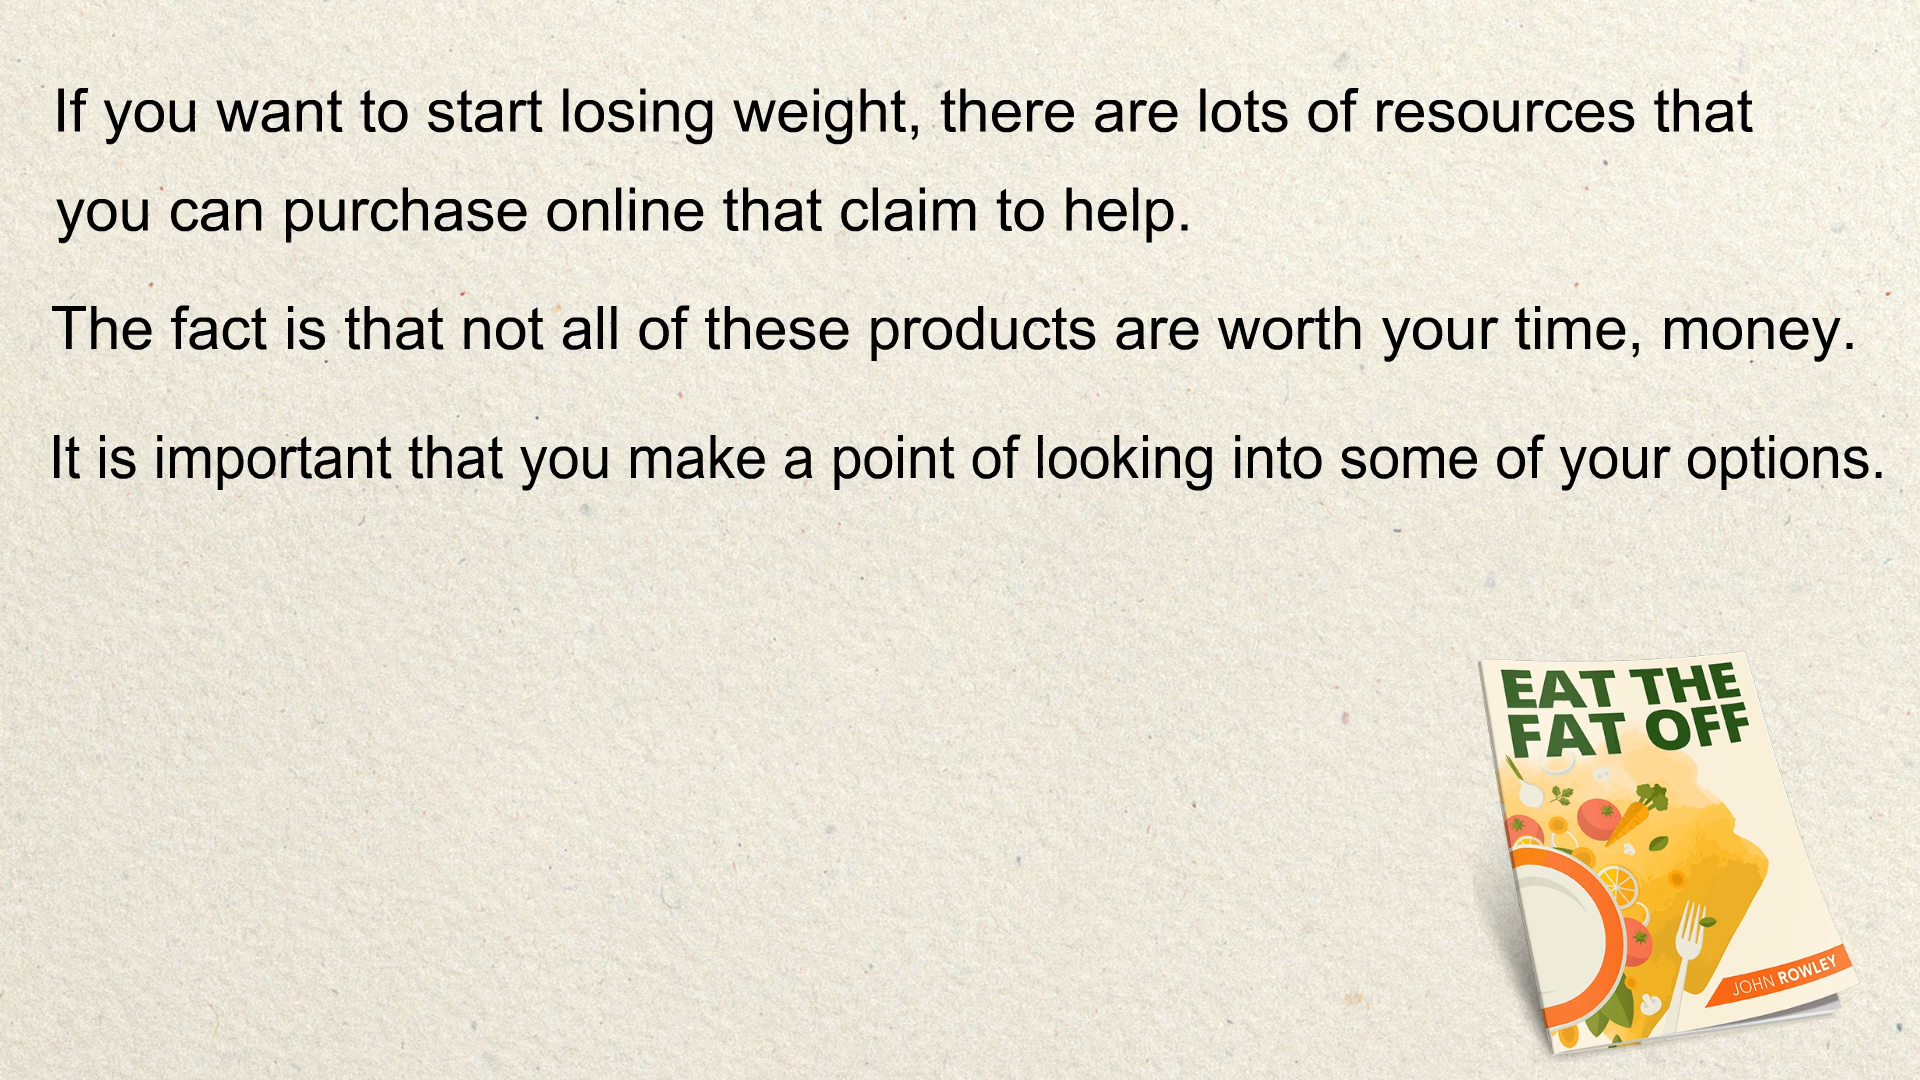 If you want to start losing weight, there are lots of resources that
you can purchase online that claim to help.
The fact is that not all of these products are worth your time, money.
It is important that you make a point of looking into some of your options.
EAT THE
FAT OFF
JOHN ROWLEY